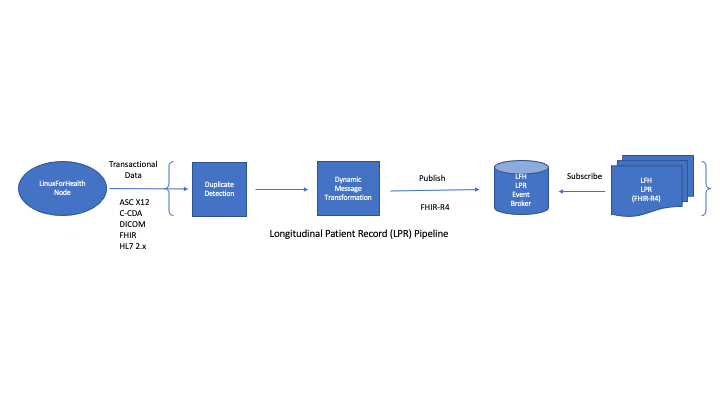 LinuxForHealth
Node
Transactional
Data
ASC X12
C-CDA
DICOM
FHIR
HL7 2.x
Duplicate
Detection
Dynamic
Message
Transformation
Publish
FHIR-R4
LFH
LPR
Event
Broker
Subscribe
LFH
LPR
(FHIR-R4)
Longitudinal Patient Record (LPR) Pipeline